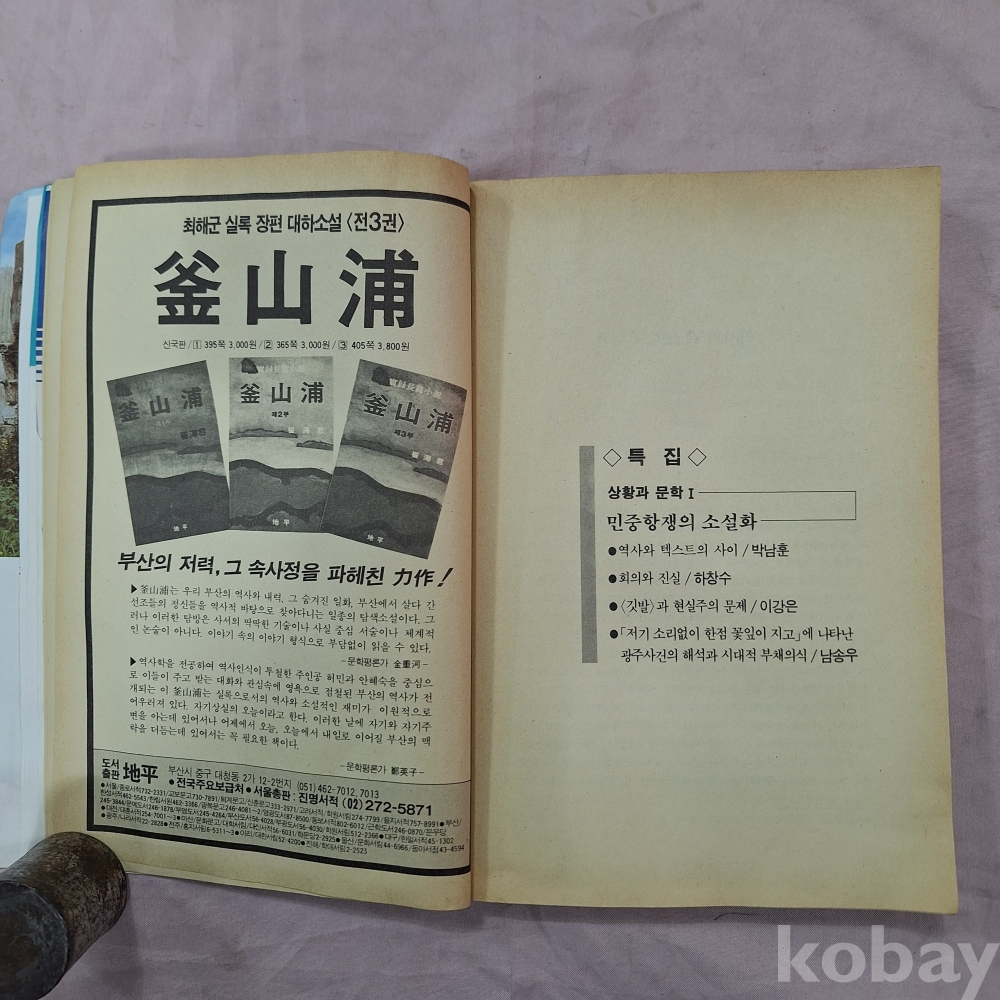 최해군 실록 장편 대하소설〈전3권〉
釜山浦
신국판/① 395쪽 3,000원/② 365쪽 3,000원/③ 405쪽 3,800원
釜山浦
崔海君
地平
實錄長篇小說
釜山浦
제2부
崔海君
地平
實錄長篇小說
釜山浦
제3부
崔海君
地平
부산의 저력, 그 속사정을 파헤친 力作!
▶釜山浦는 우리 부산의 역사와 내력, 그 숨겨진 일화, 부산에서 살다 간
선조들의 정신들을 역사적 바탕으로 찾아다니는 일종의 탐색소설이다. 그
러나 이러한 탐방은 사서의 딱딱한 기술이나 사실 중심 서술이나 체계적
인 논술이 아니다. 이야기 속의 이야기 형식으로 부담없이 읽을 수 있다.
-문학평론가 金重河-
▶역사학을 전공하여 역사인식이 투철한 주인공 허민과 안혜숙을 중심으
로 이들이 주고 받는 대화와 관심속에 영욕으로 점철된 부산의 역사가 전
개되는 이 釜山浦는 실록으로서의 역사와 소설적인 재미가 이원적으로
어우러져 있다. 자기상실의 오늘이라고 한다. 이러한 날에 자기와 자기주
변을 아는데 있어서나 어제에서 오늘, 오늘에서 내일로 이어질 부산의 맥
락을 더듬는데 있어서는 꼭 필요한 책이다.
-문학평론가 鄭英子-
도서출판 地平 부산시 중구 대청동 2가 12-2번지 (051) 462-7012, 7013
●전국주요보급처 ●서울총판 : 진명서적 (02) 272-5871
◇특 집◇
상황과 문학 I
민중항쟁의 소설화
●역사와 텍스트의 사이/박남훈
●회의와 진실/하창수
●〈깃발〉과 현실주의 문제/이강은
●「저기 소리없이 한점 꽃잎이 지고」에 나타난
광주사건의 해석과 시대적 부채의식/남송우
kobay